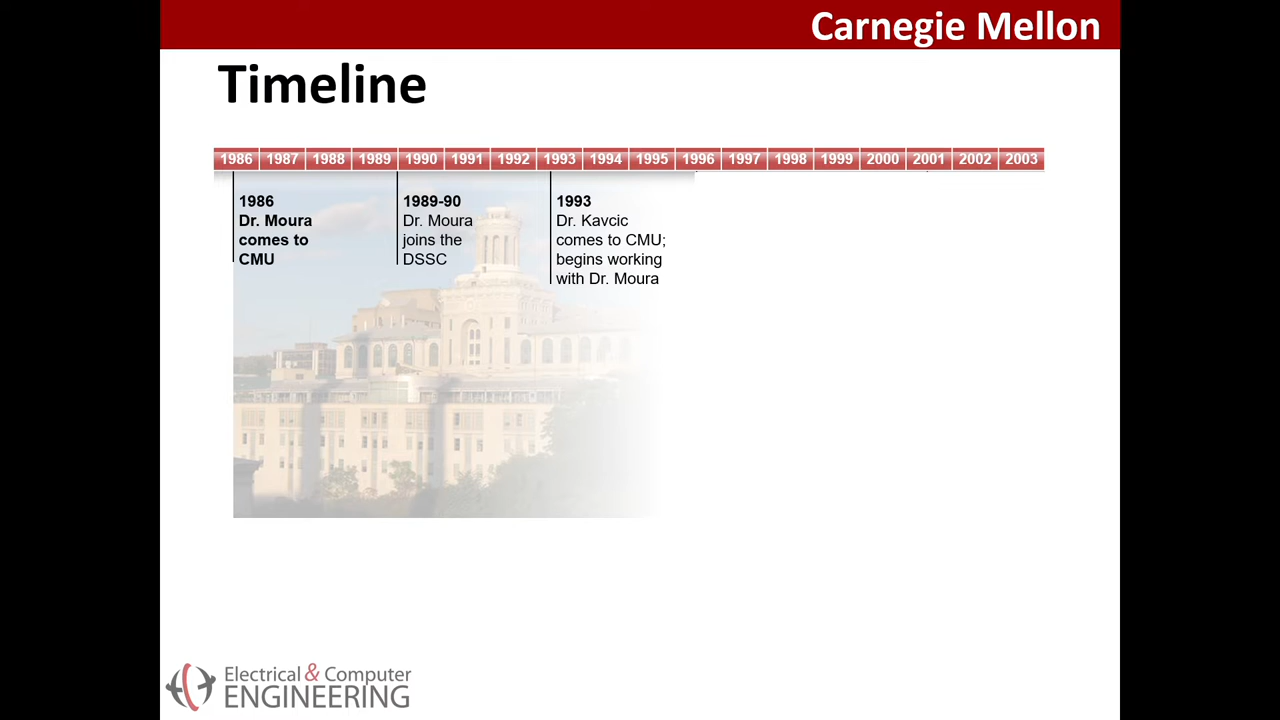 Carnegie Mellon
Timeline
1986 1987 1988 1989 1990 1991 1992 1993 1994 1995 1996 1997 1998 1999 2000 2001 2002 2003
1986
Dr. Moura
comes to
CMU
1989-90
Dr. Moura
joins the
DSSC
1993
Dr. Kavcic
comes to CMU;
begins working
with Dr. Moura
Electrical & Computer
ENGINEERING